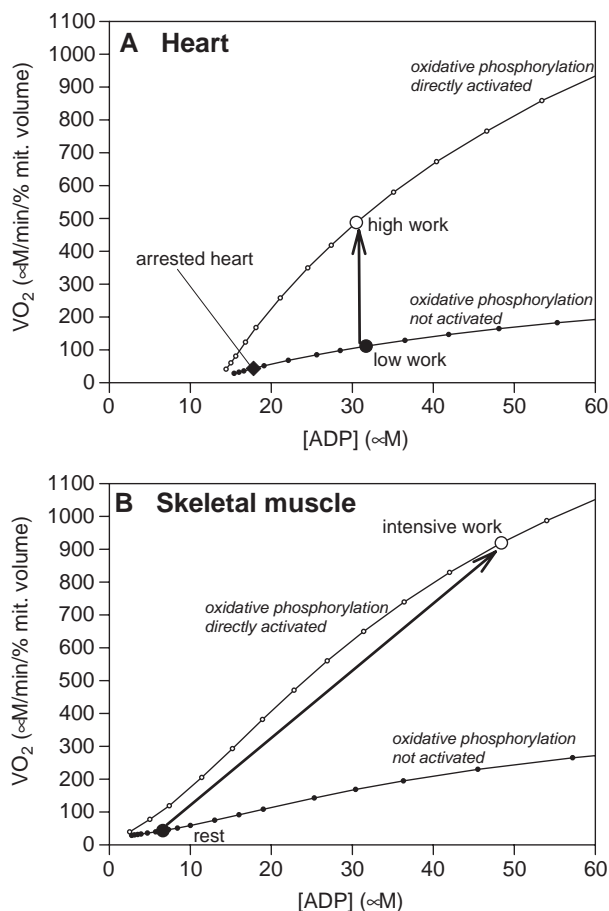 A Heart
1100
1000
900
800
700
600
500
400
300
200
100
0
VO2 (∝M/min/% mit. volume)
oxidative phosphorylation
directly activated
high work
arrested heart
oxidative phosphorylation
not activated
low work
0 10 20 30 40 50 60
[ADP] (∝M)
B Skeletal muscle
1100
1000
900
800
700
600
500
400
300
200
100
0
VO2 (∝M/min/% mit. volume)
intensive work
oxidative phosphorylation
directly activated
oxidative phosphorylation
not activated
rest
0 10 20 30 40 50 60
[ADP] (∝M)